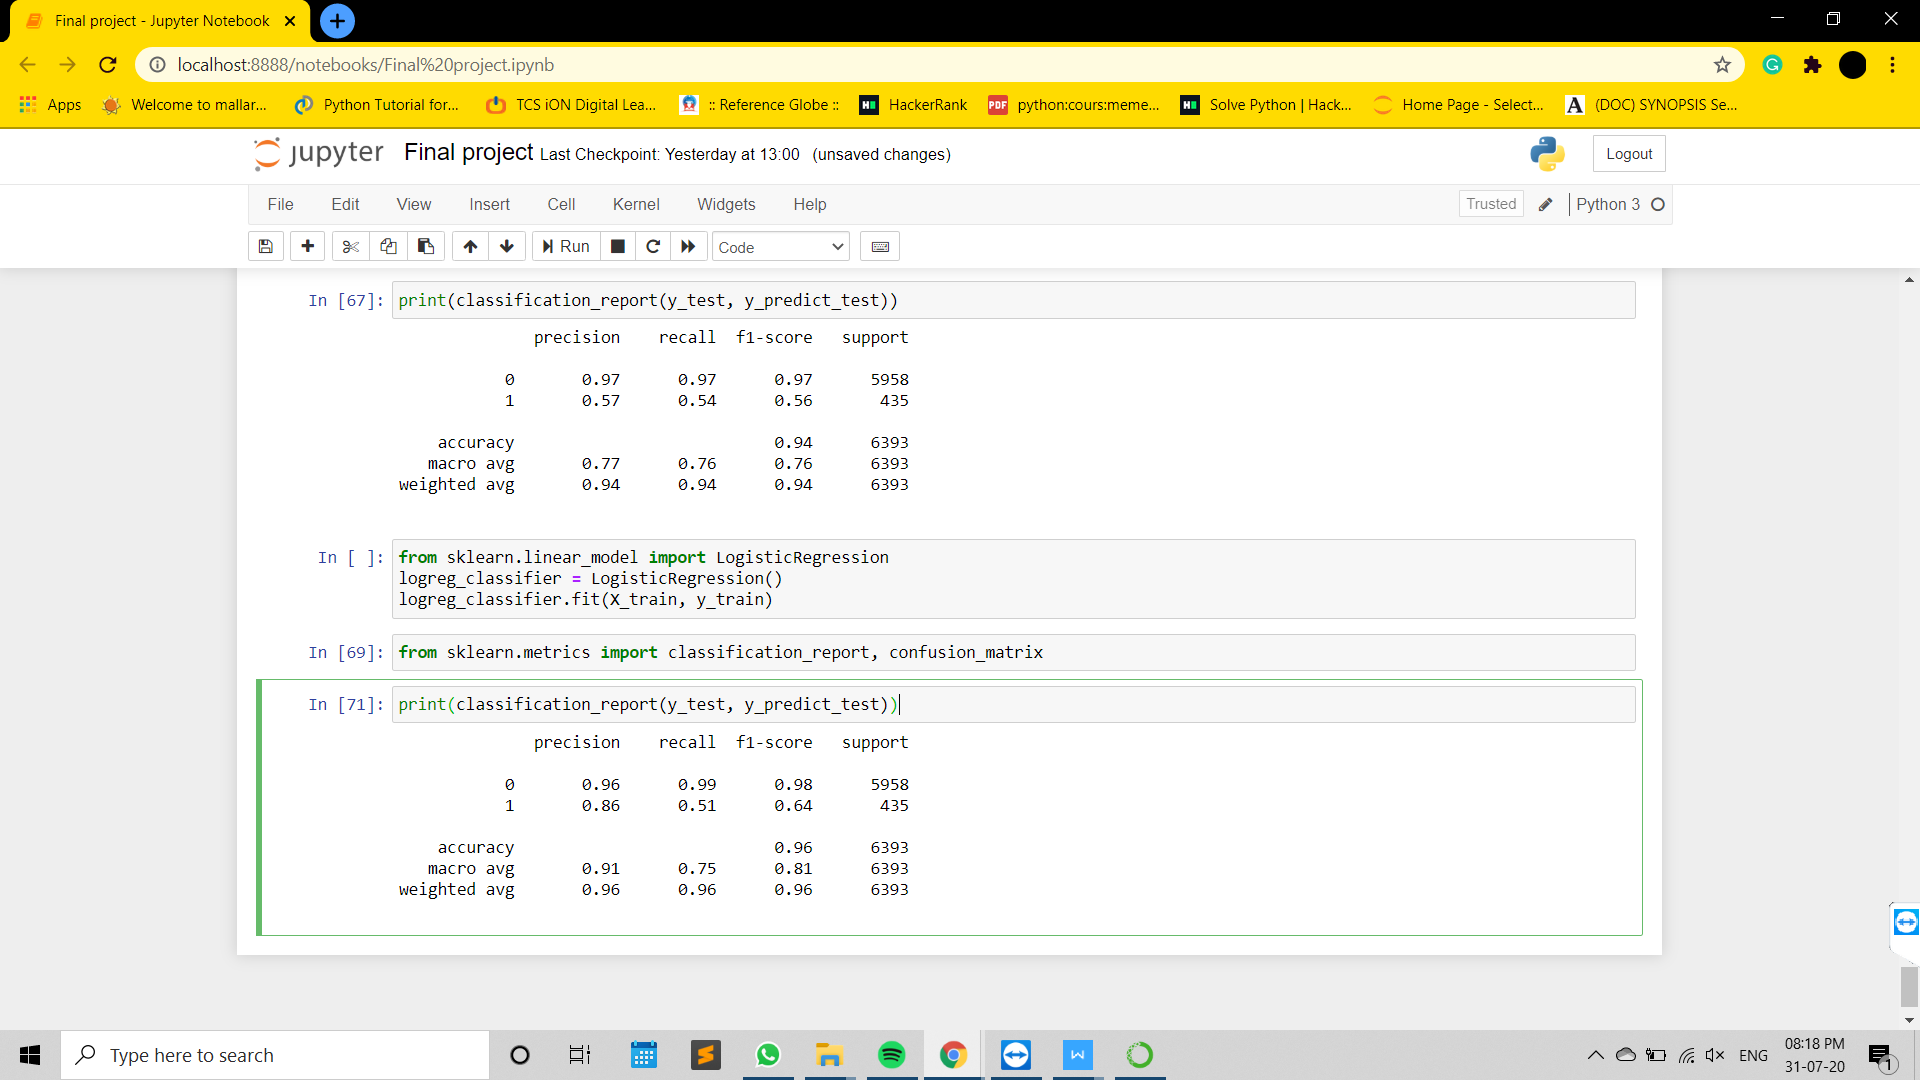 Final project - Jupyter Notebook
localhost:8888/notebooks/Final%20project.ipynb
Apps Welcome to mallar... Python Tutorial for... TCS iON Digital Lea... :: Reference Globe :: HackerRank PDF python:cours:meme... Solve Python | Hack... Home Page - Select... A (DOC) SYNOPSIS Se...
jupyter Final project Last Checkpoint: Yesterday at 13:00 (unsaved changes) Logout
File Edit View Insert Cell Kernel Widgets Help Trusted Python 3
Run Code
In [67]: print(classification_report(y_test, y_predict_test))
precision recall f1-score support
0 0.97 0.97 0.97 5958
1 0.57 0.54 0.56 435
accuracy 0.94 6393
macro avg 0.77 0.76 0.76 6393
weighted avg 0.94 0.94 0.94 6393
In [ ]: from sklearn.linear_model import LogisticRegression
logreg_classifier = LogisticRegression()
logreg_classifier.fit(X_train, y_train)
In [69]: from sklearn.metrics import classification_report, confusion_matrix
In [71]: print(classification_report(y_test, y_predict_test))
precision recall f1-score support
0 0.96 0.99 0.98 5958
1 0.86 0.51 0.64 435
accuracy 0.96 6393
macro avg 0.91 0.75 0.81 6393
weighted avg 0.96 0.96 0.96 6393
Type here to search
ENG
08:18 PM
31-07-20
1